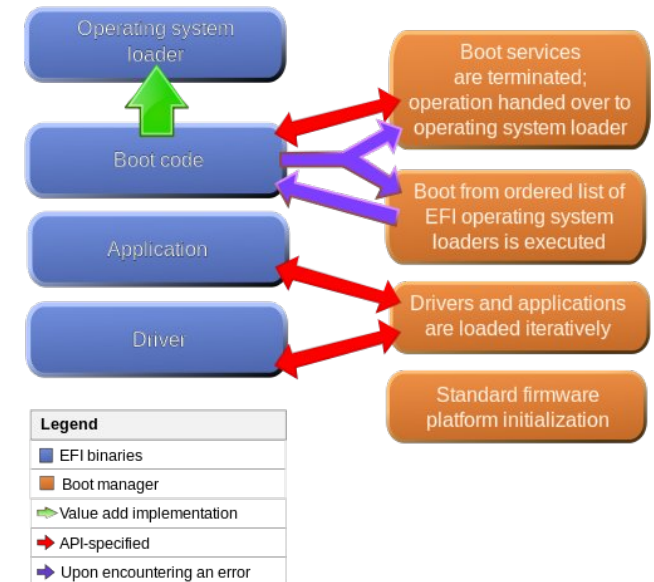 Operating system
loader
Boot code
Application
Driver
Boot services
are terminated;
operation handed over to
operating system loader
Boot from ordered list of
EFI operating system
loaders is executed
Drivers and applications
are loaded iteratively
Standard firmware
platform initialization
Legend
EFI binaries
Boot manager
Value add implementation
API-specified
Upon encountering an error